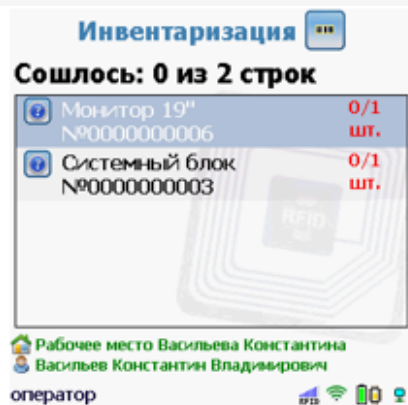 Инвентаризация
Сошлось: 0 из 2 строк
Монитор 19" 0/1
№0000000006 шт.
Системный блок 0/1
№0000000003 шт.
RFID
Рабочее место Васильева Константина
Васильев Константин Владимирович
оператор
RFID